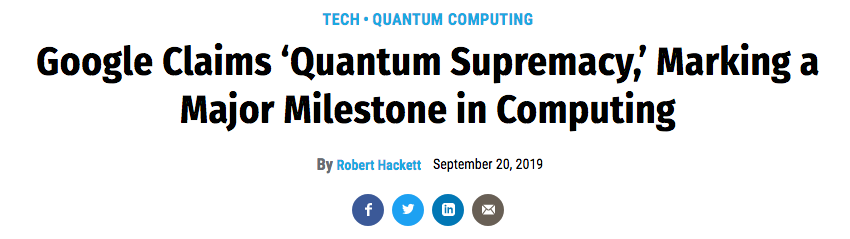 TECH • QUANTUM COMPUTING
Google Claims ‘Quantum Supremacy,’ Marking a
Major Milestone in Computing
By Robert Hackett September 20, 2019